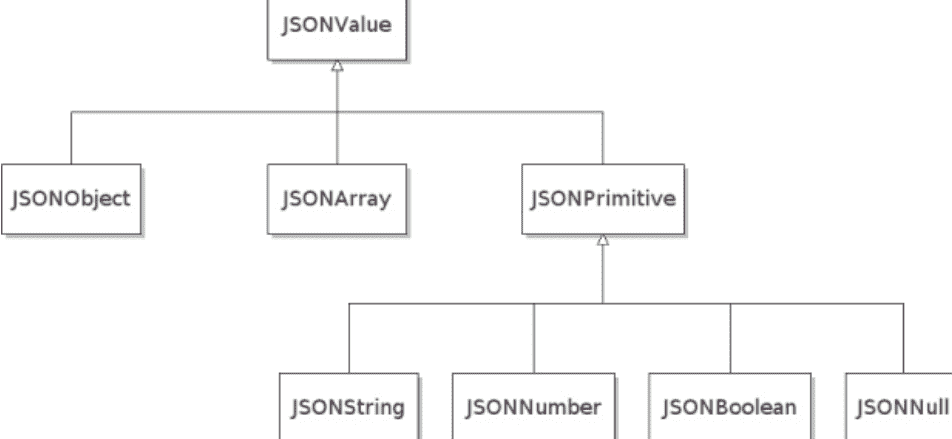 JSONValue
JSONObject
JSONArray
JSONPrimitive
JSONString
JSONNumber
JSONBoolean
JSONNull